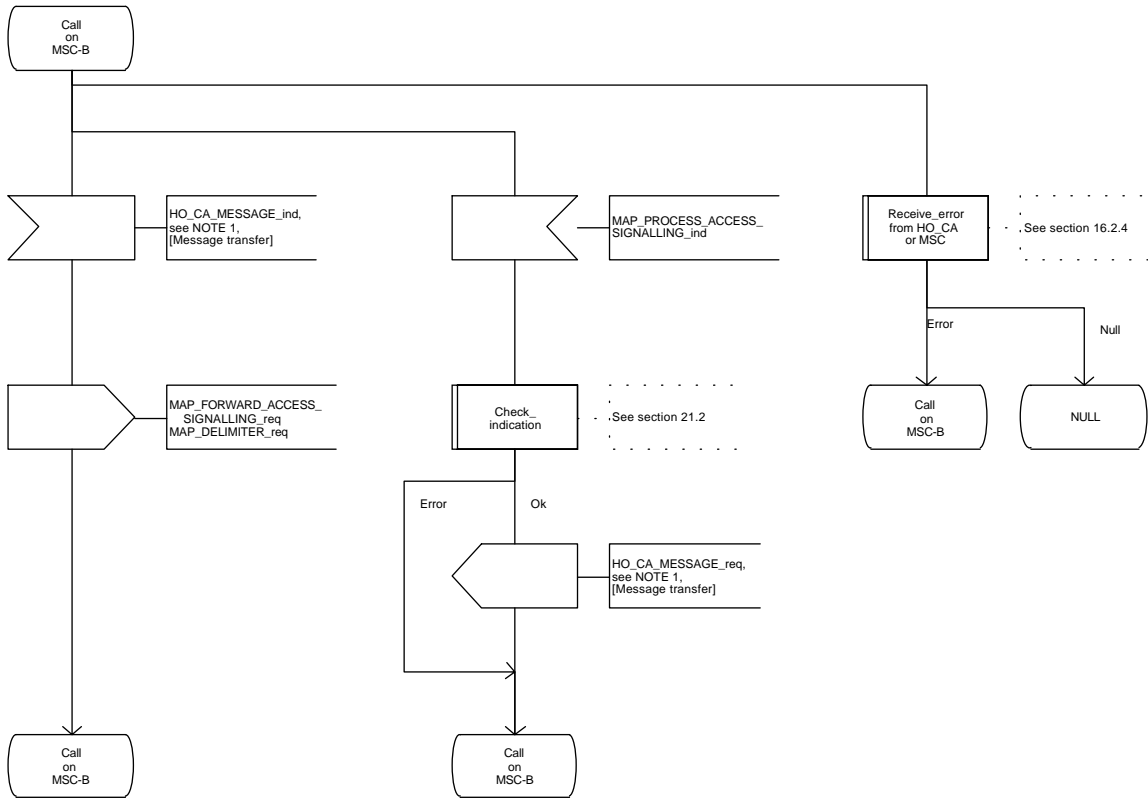 Call
on
MSC-B
HO_CA_MESSAGE_ind,
see NOTE 1,
[Message transfer]
MAP_PROCESS_ACCESS_
SIGNALLING_ind
Receive_error
from HO_CA
or MSC
See section 16.2.4
Error
Null
MAP_FORWARD_ACCESS_
SIGNALLING_req
MAP_DELIMITER_req
Check_
indication
See section 21.2
Call
on
MSC-B
NULL
Error
Ok
HO_CA_MESSAGE_req,
see NOTE 1,
[Message transfer]
Call
on
MSC-B
Call
on
MSC-B